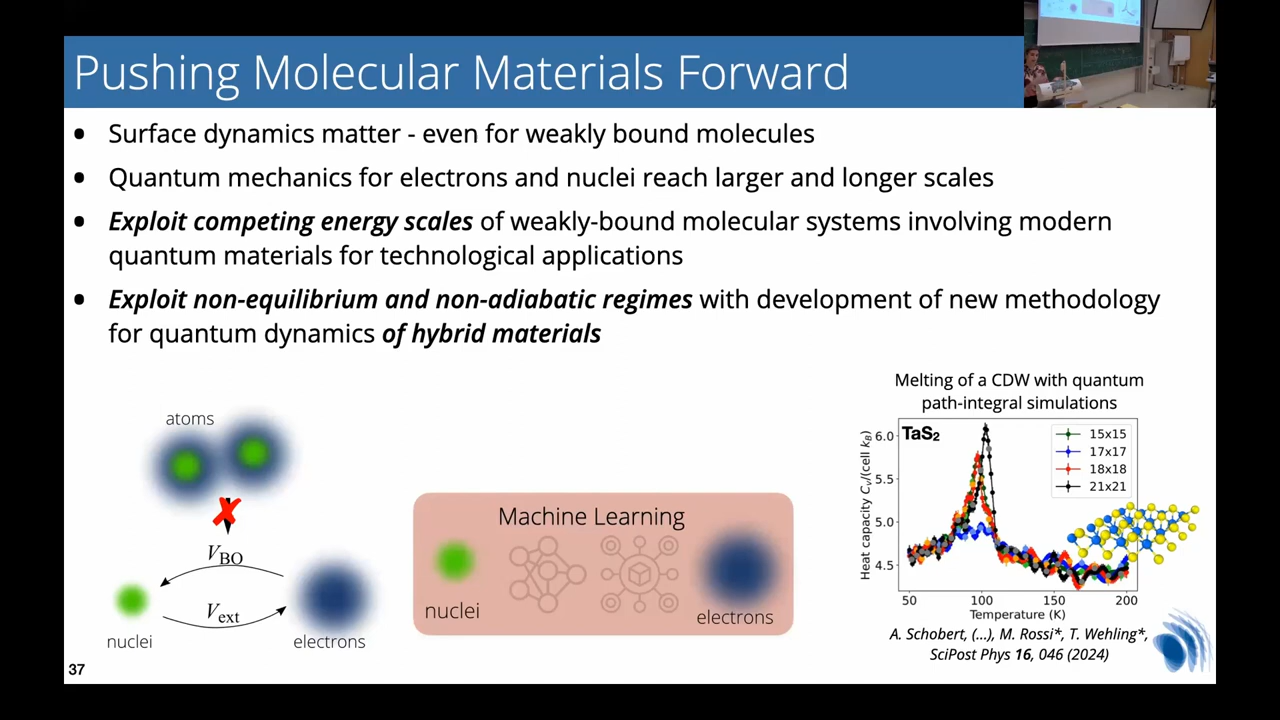 Pushing Molecular Materials Forward
• Surface dynamics matter - even for weakly bound molecules
• Quantum mechanics for electrons and nuclei reach larger and longer scales
• Exploit competing energy scales of weakly-bound molecular systems involving modern
quantum materials for technological applications
• Exploit non-equilibrium and non-adiabatic regimes with development of new methodology
for quantum dynamics of hybrid materials
atoms
V_BO
V_ext
nuclei
electrons
Machine Learning
nuclei
electrons
Melting of a CDW with quantum
path-integral simulations
TaS₂
15x15
17x17
18x18
21x21
Heat capacity Cᵥ/(cell k_B)
6.0
5.5
5.0
4.5
50 100 150 200
Temperature (K)
A. Schobert, (...), M. Rossi*, T. Wehling*,
SciPost Phys 16, 046 (2024)
37